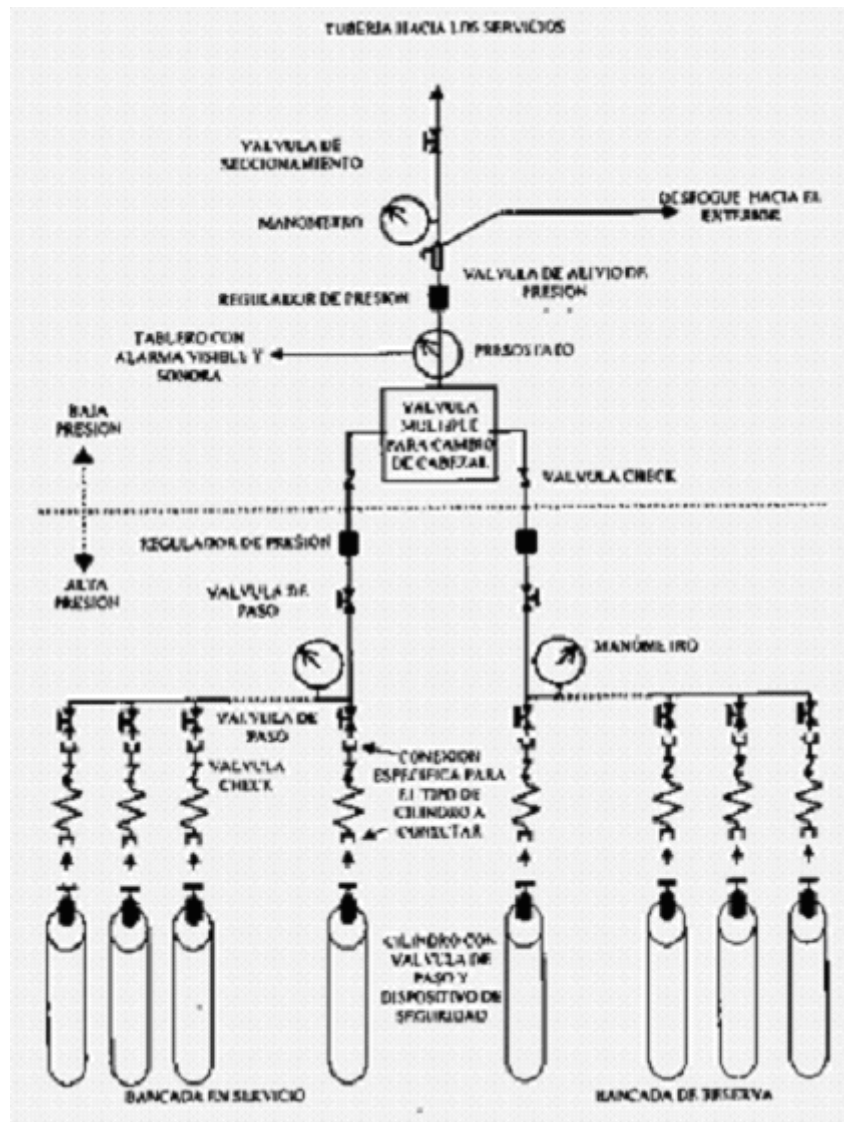 TUBERIA HACIA LOS SERVICIOS
VALVULA DE
SECCIONAMIENTO
MANOMETRO
DESFOGUE HACIA EL
EXTERIOR
VALVULA DE ALIVIO DE
PRESION
REGULADOR DE PRESION
TABLERO CON
ALARMA VISIBLE Y
SONORA
PRESOSTATO
BAJA
PRESION
VALVULA
MULTIPLE
PARA CAMBIO
DE CABEZAL
VALVULA CHECK
REGULADOR DE PRESIÓN
ALTA
PRESION
VALVULA DE
PASO
MANÓMETRO
VALVULA DE
PASO
VALVULA
CHECK
CONEXION
ESPECIFICA PARA
EL TIPO DE
CILINDRO A
CONECTAR
CILINDRO CON
VALVULA DE
PASO Y
DISPOSITIVO DE
SEGURIDAD
BANCADA EN SERVICIO
BANCADA DE RESERVA